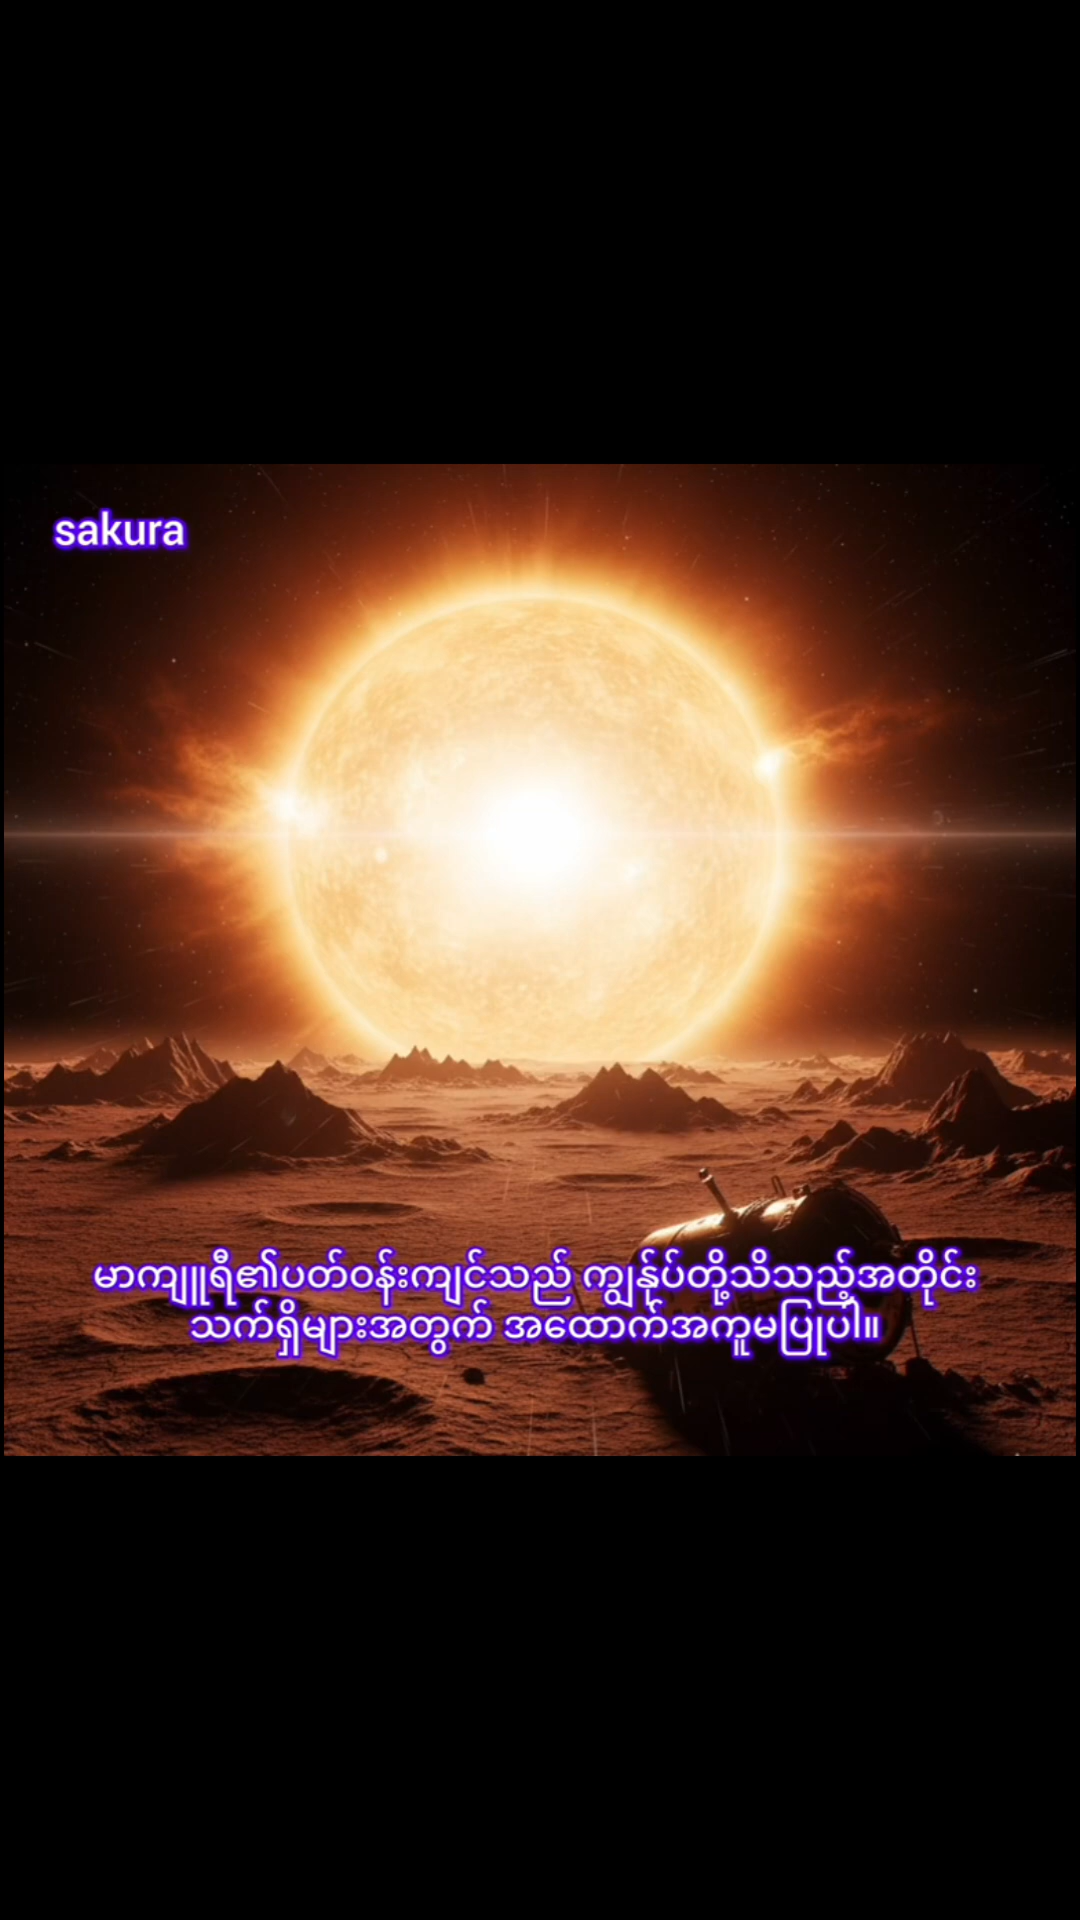 sakura
မာကျူရီ၏ပတ်ဝန်းကျင်သည် ကျွန်ုပ်တို့သိသည့်အတိုင်း
သက်ရှိများအတွက် အထောက်အကူမပြုပါ။